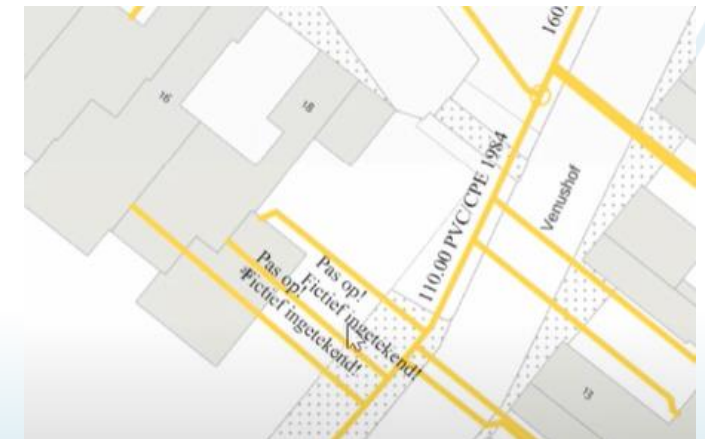 160.
16
18
110.00 PVC/CPE 1984
Venushof
Pas op!
Fictief ingetekend!
Pas op!
Fictief ingetekend!
13